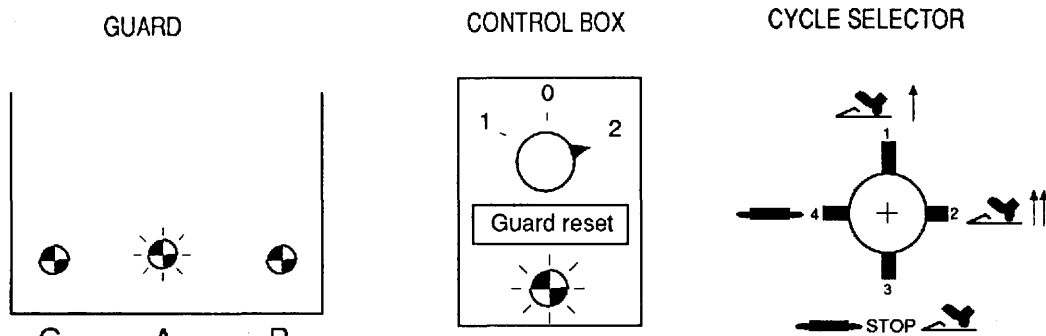 GUARD
CONTROL BOX
CYCLE SELECTOR
0
1
2
Guard reset
1
4
2
3
STOP